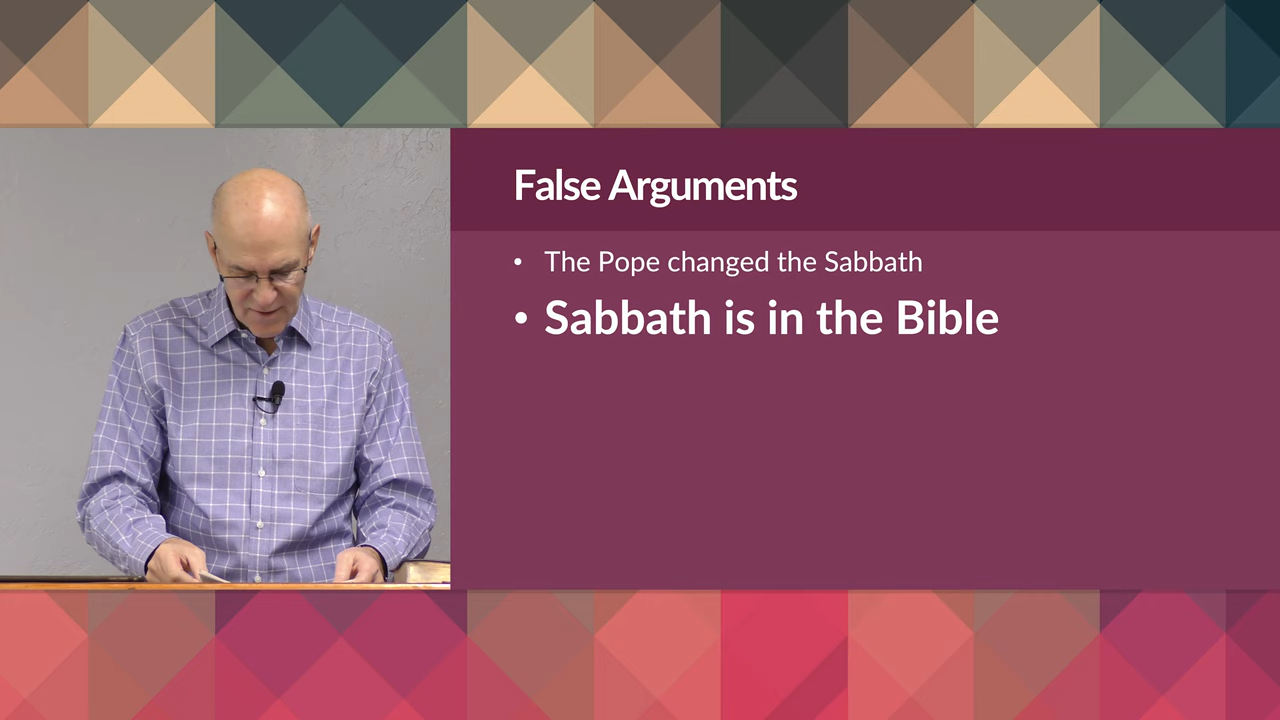 False Arguments
• The Pope changed the Sabbath
• Sabbath is in the Bible